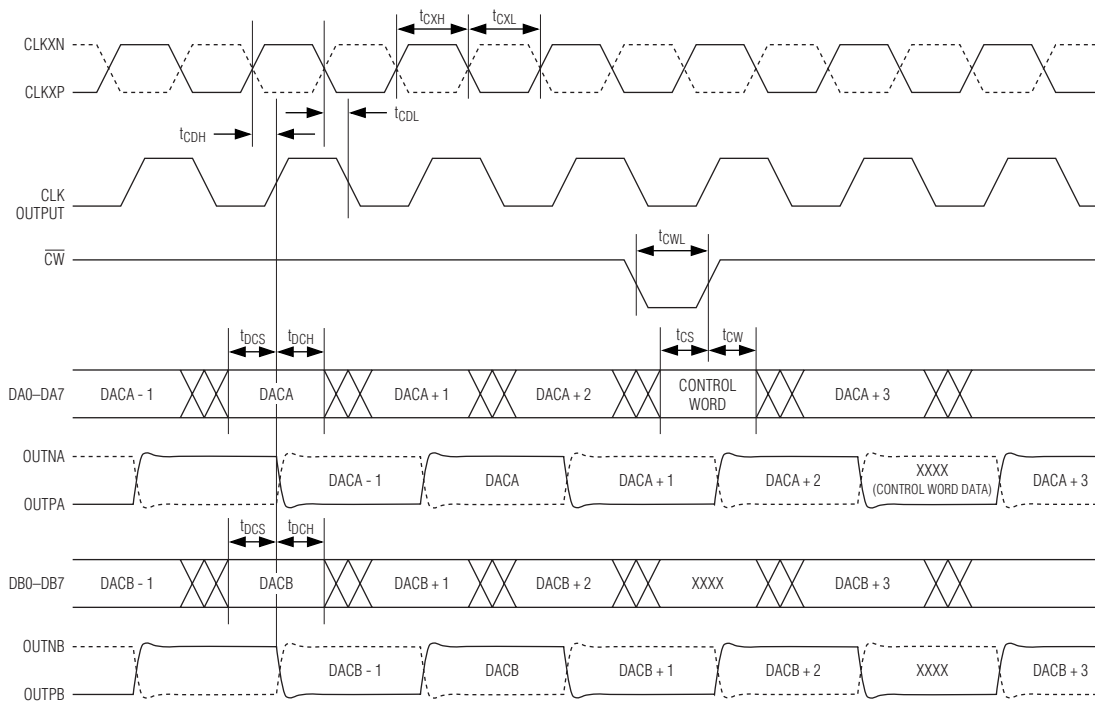 tCXH tCXL
CLKXN
CLKXP
tCDH
tCDL
CLK
OUTPUT
tCWL
CW
tDCS tDCH tCS tCW
DA0–DA7 DACA - 1 DACA DACA + 1 DACA + 2 CONTROL
WORD DACA + 3
OUTNA
OUTPA
DACA - 1 DACA DACA + 1 DACA + 2 XXXX
(CONTROL WORD DATA) DACA + 3
tDCS tDCH
DB0–DB7 DACB - 1 DACB DACB + 1 DACB + 2 XXXX DACB + 3
OUTNB
OUTPB
DACB - 1 DACB DACB + 1 DACB + 2 XXXX DACB + 3